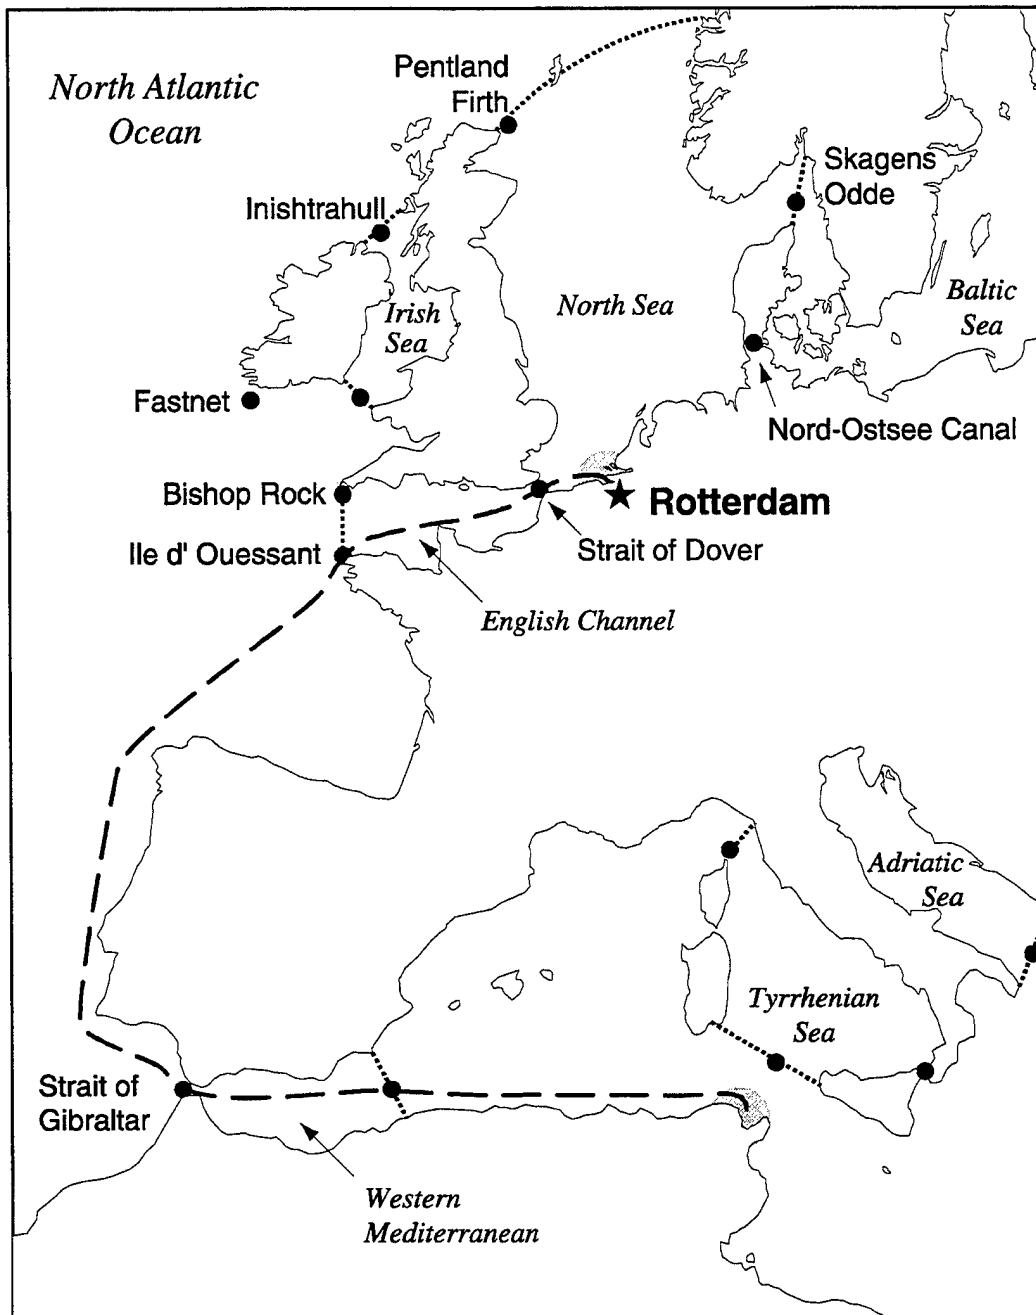 North Atlantic
Ocean
Pentland
Firth
Skagens
Odde
Inishtrahull
Irish
Sea
North Sea
Baltic
Sea
Fastnet
Nord-Ostsee Canal
Bishop Rock
Rotterdam
Ile d' Ouessant
Strait of Dover
English Channel
Adriatic
Sea
Tyrrhenian
Sea
Strait of
Gibraltar
Western
Mediterranean